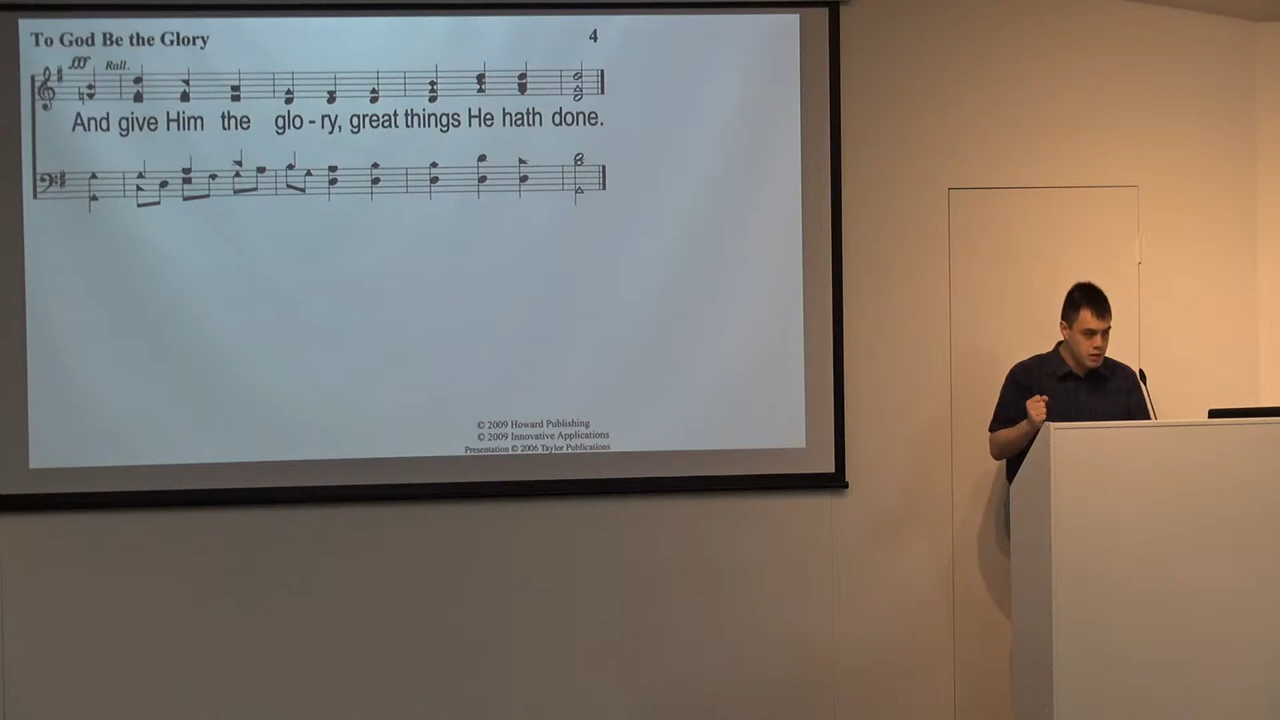 To God Be the Glory
4
fff Rall.
And give Him the glo - ry, great things He hath done.
© 2009 Howard Publishing
© 2009 Innovative Applications
Presentation © 2006 Taylor Publications